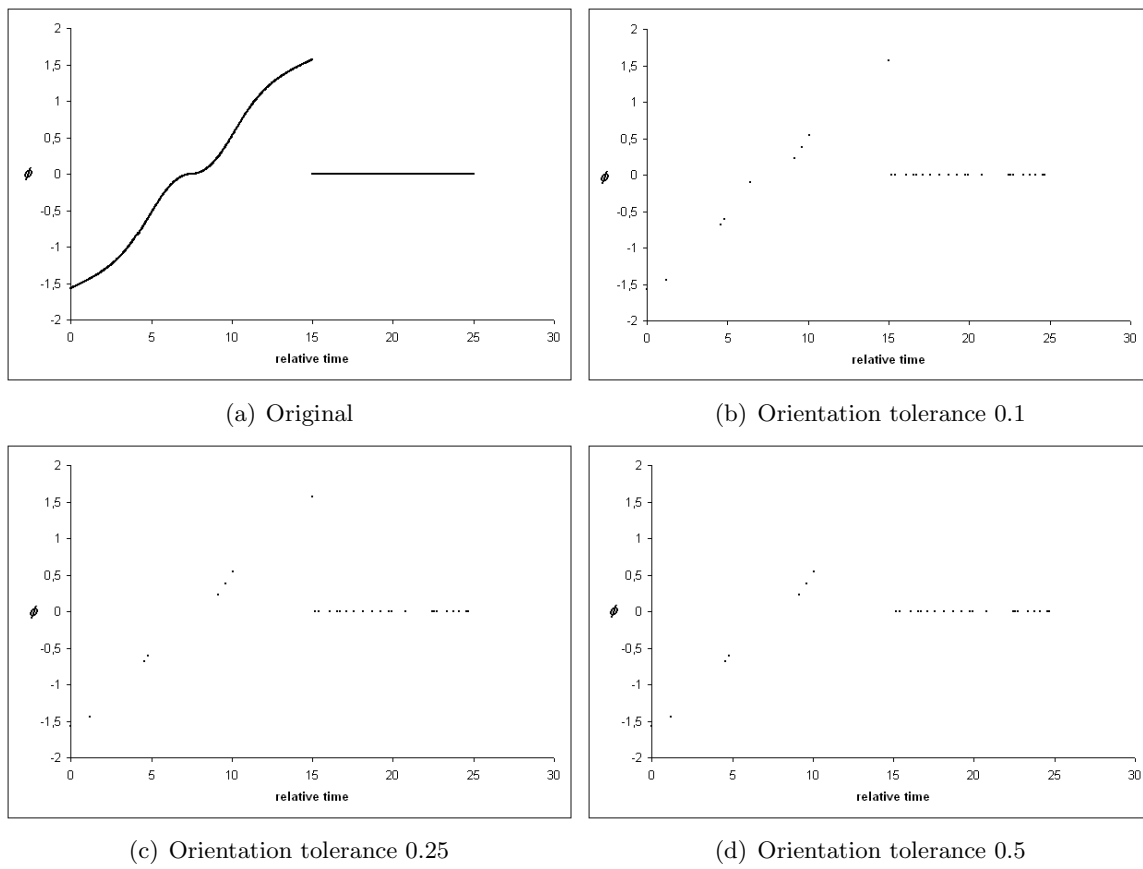 2
1,5
1
0,5
0
-0,5
-1
-1,5
-2
ϕ
0 5 10 15 20 25 30
relative time
(a) Original
2
1,5
1
0,5
0
-0,5
-1
-1,5
-2
ϕ
0 5 10 15 20 25 30
relative time
(b) Orientation tolerance 0.1
2
1,5
1
0,5
0
-0,5
-1
-1,5
-2
ϕ
0 5 10 15 20 25 30
relative time
(c) Orientation tolerance 0.25
2
1,5
1
0,5
0
-0,5
-1
-1,5
-2
ϕ
0 5 10 15 20 25 30
relative time
(d) Orientation tolerance 0.5